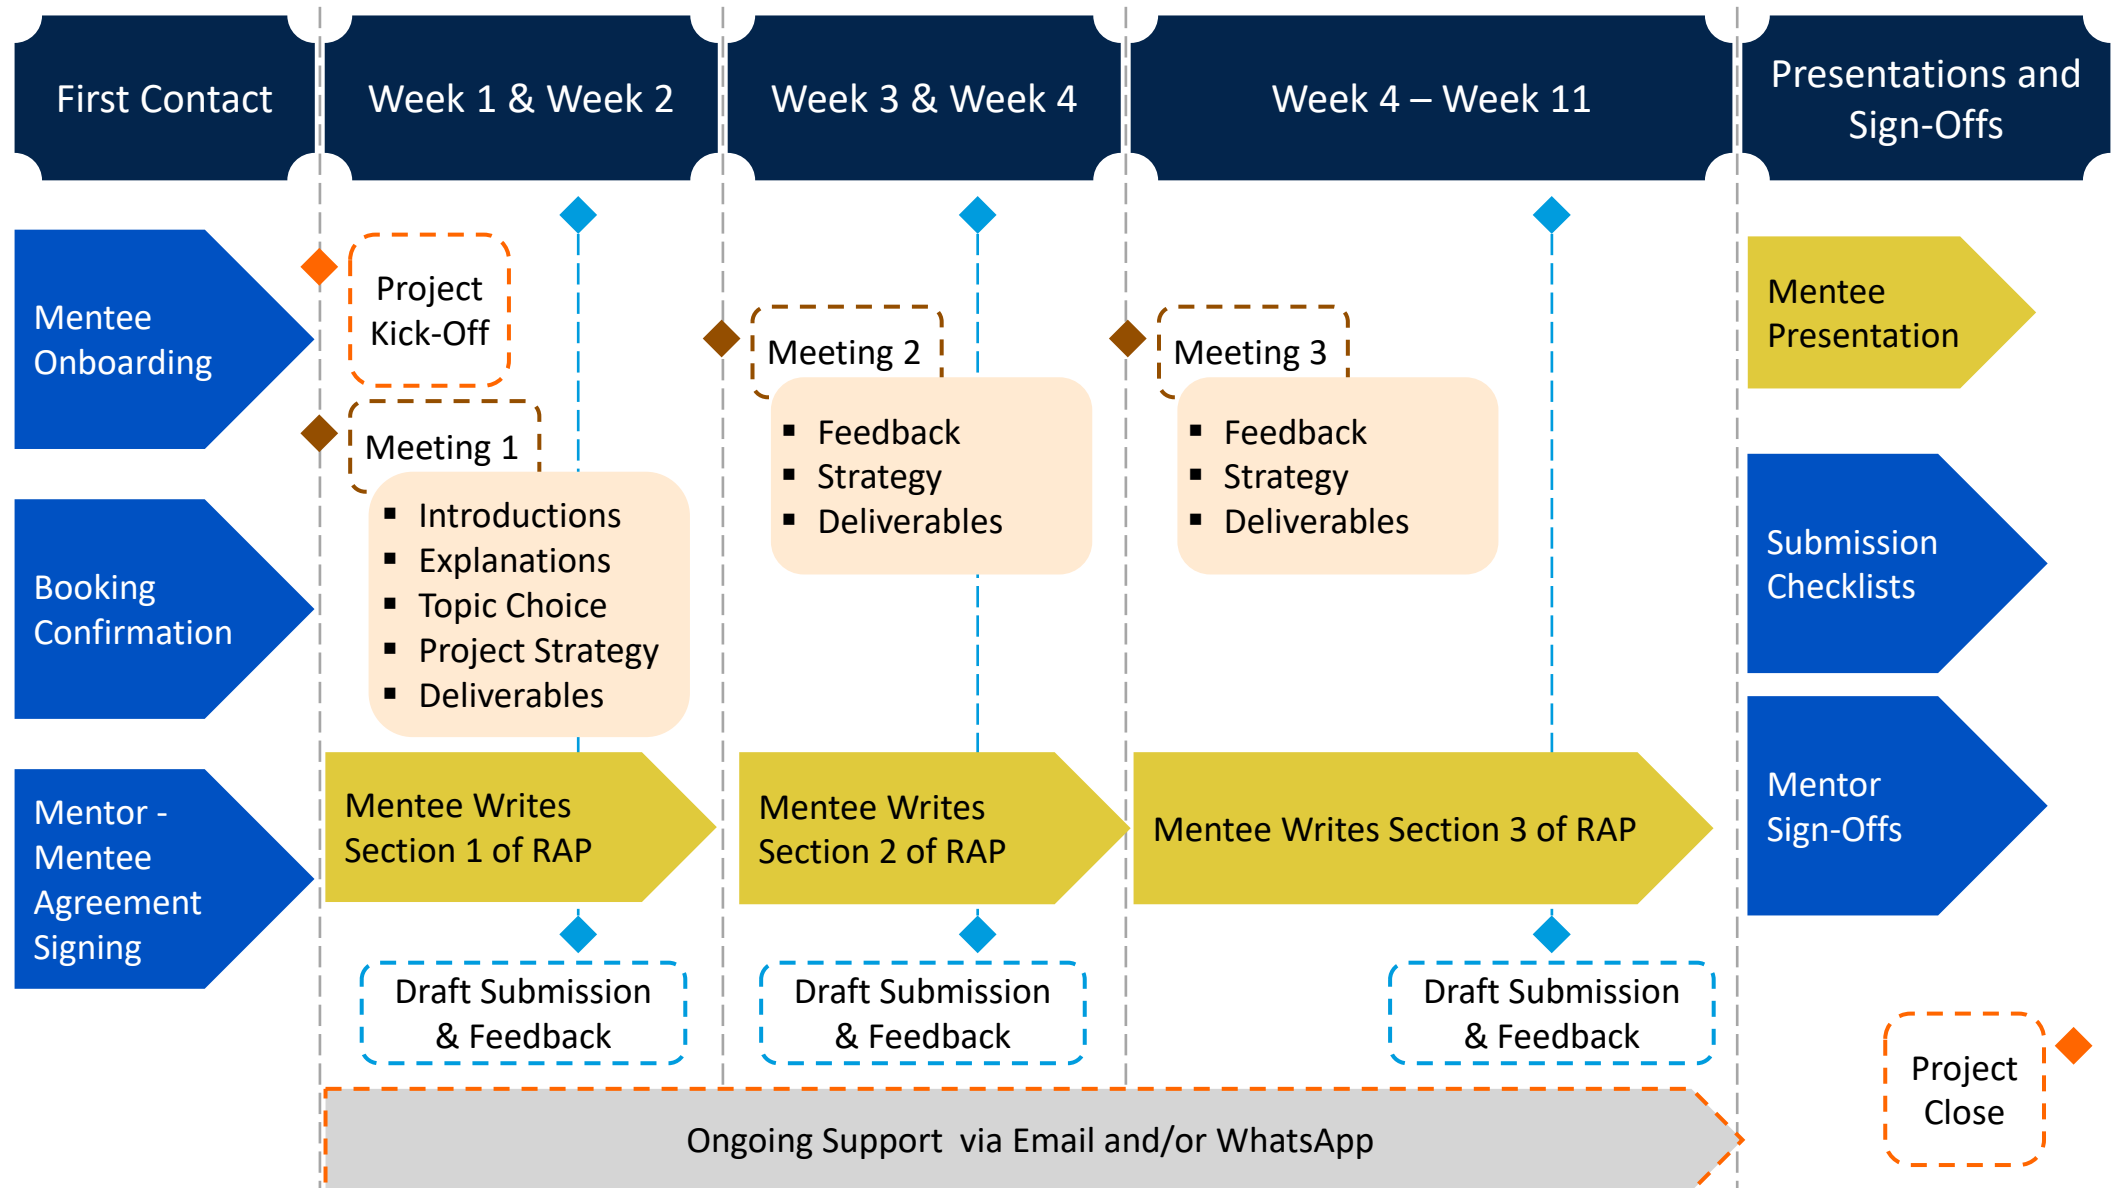 First Contact
Week 1 & Week 2
Week 3 & Week 4
Week 4 – Week 11
Presentations and
Sign-Offs
Mentee
Onboarding
Booking
Confirmation
Mentor -
Mentee
Agreement
Signing
Project
Kick-Off
Meeting 1
▪ Introductions
▪ Explanations
▪ Topic Choice
▪ Project Strategy
▪ Deliverables
Mentee Writes
Section 1 of RAP
Draft Submission
& Feedback
Meeting 2
▪ Feedback
▪ Strategy
▪ Deliverables
Mentee Writes
Section 2 of RAP
Draft Submission
& Feedback
Meeting 3
▪ Feedback
▪ Strategy
▪ Deliverables
Mentee Writes Section 3 of RAP
Draft Submission
& Feedback
Mentee
Presentation
Submission
Checklists
Mentor
Sign-Offs
Project
Close
Ongoing Support  via Email and/or WhatsApp